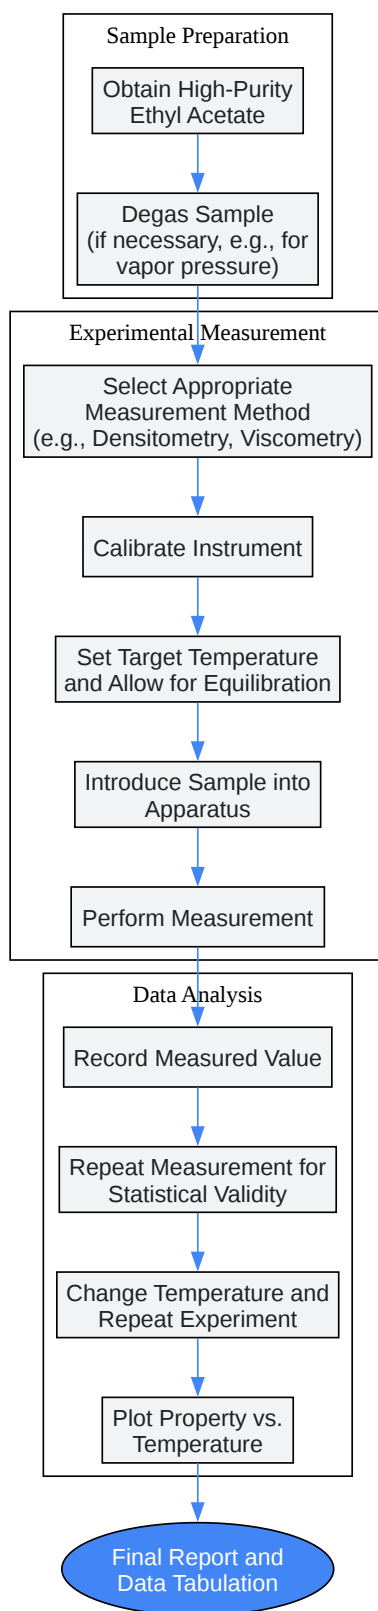 Sample Preparation
Obtain High-Purity
Ethyl Acetate
Degas Sample
(if necessary, e.g., for
vapor pressure)
Experimental Measurement
Select Appropriate
Measurement Method
(e.g., Densitometry, Viscometry)
Calibrate Instrument
Set Target Temperature
and Allow for Equilibration
Introduce Sample into
Apparatus
Perform Measurement
Data Analysis
Record Measured Value
Repeat Measurement for
Statistical Validity
Change Temperature and
Repeat Experiment
Plot Property vs.
Temperature
Final Report and
Data Tabulation